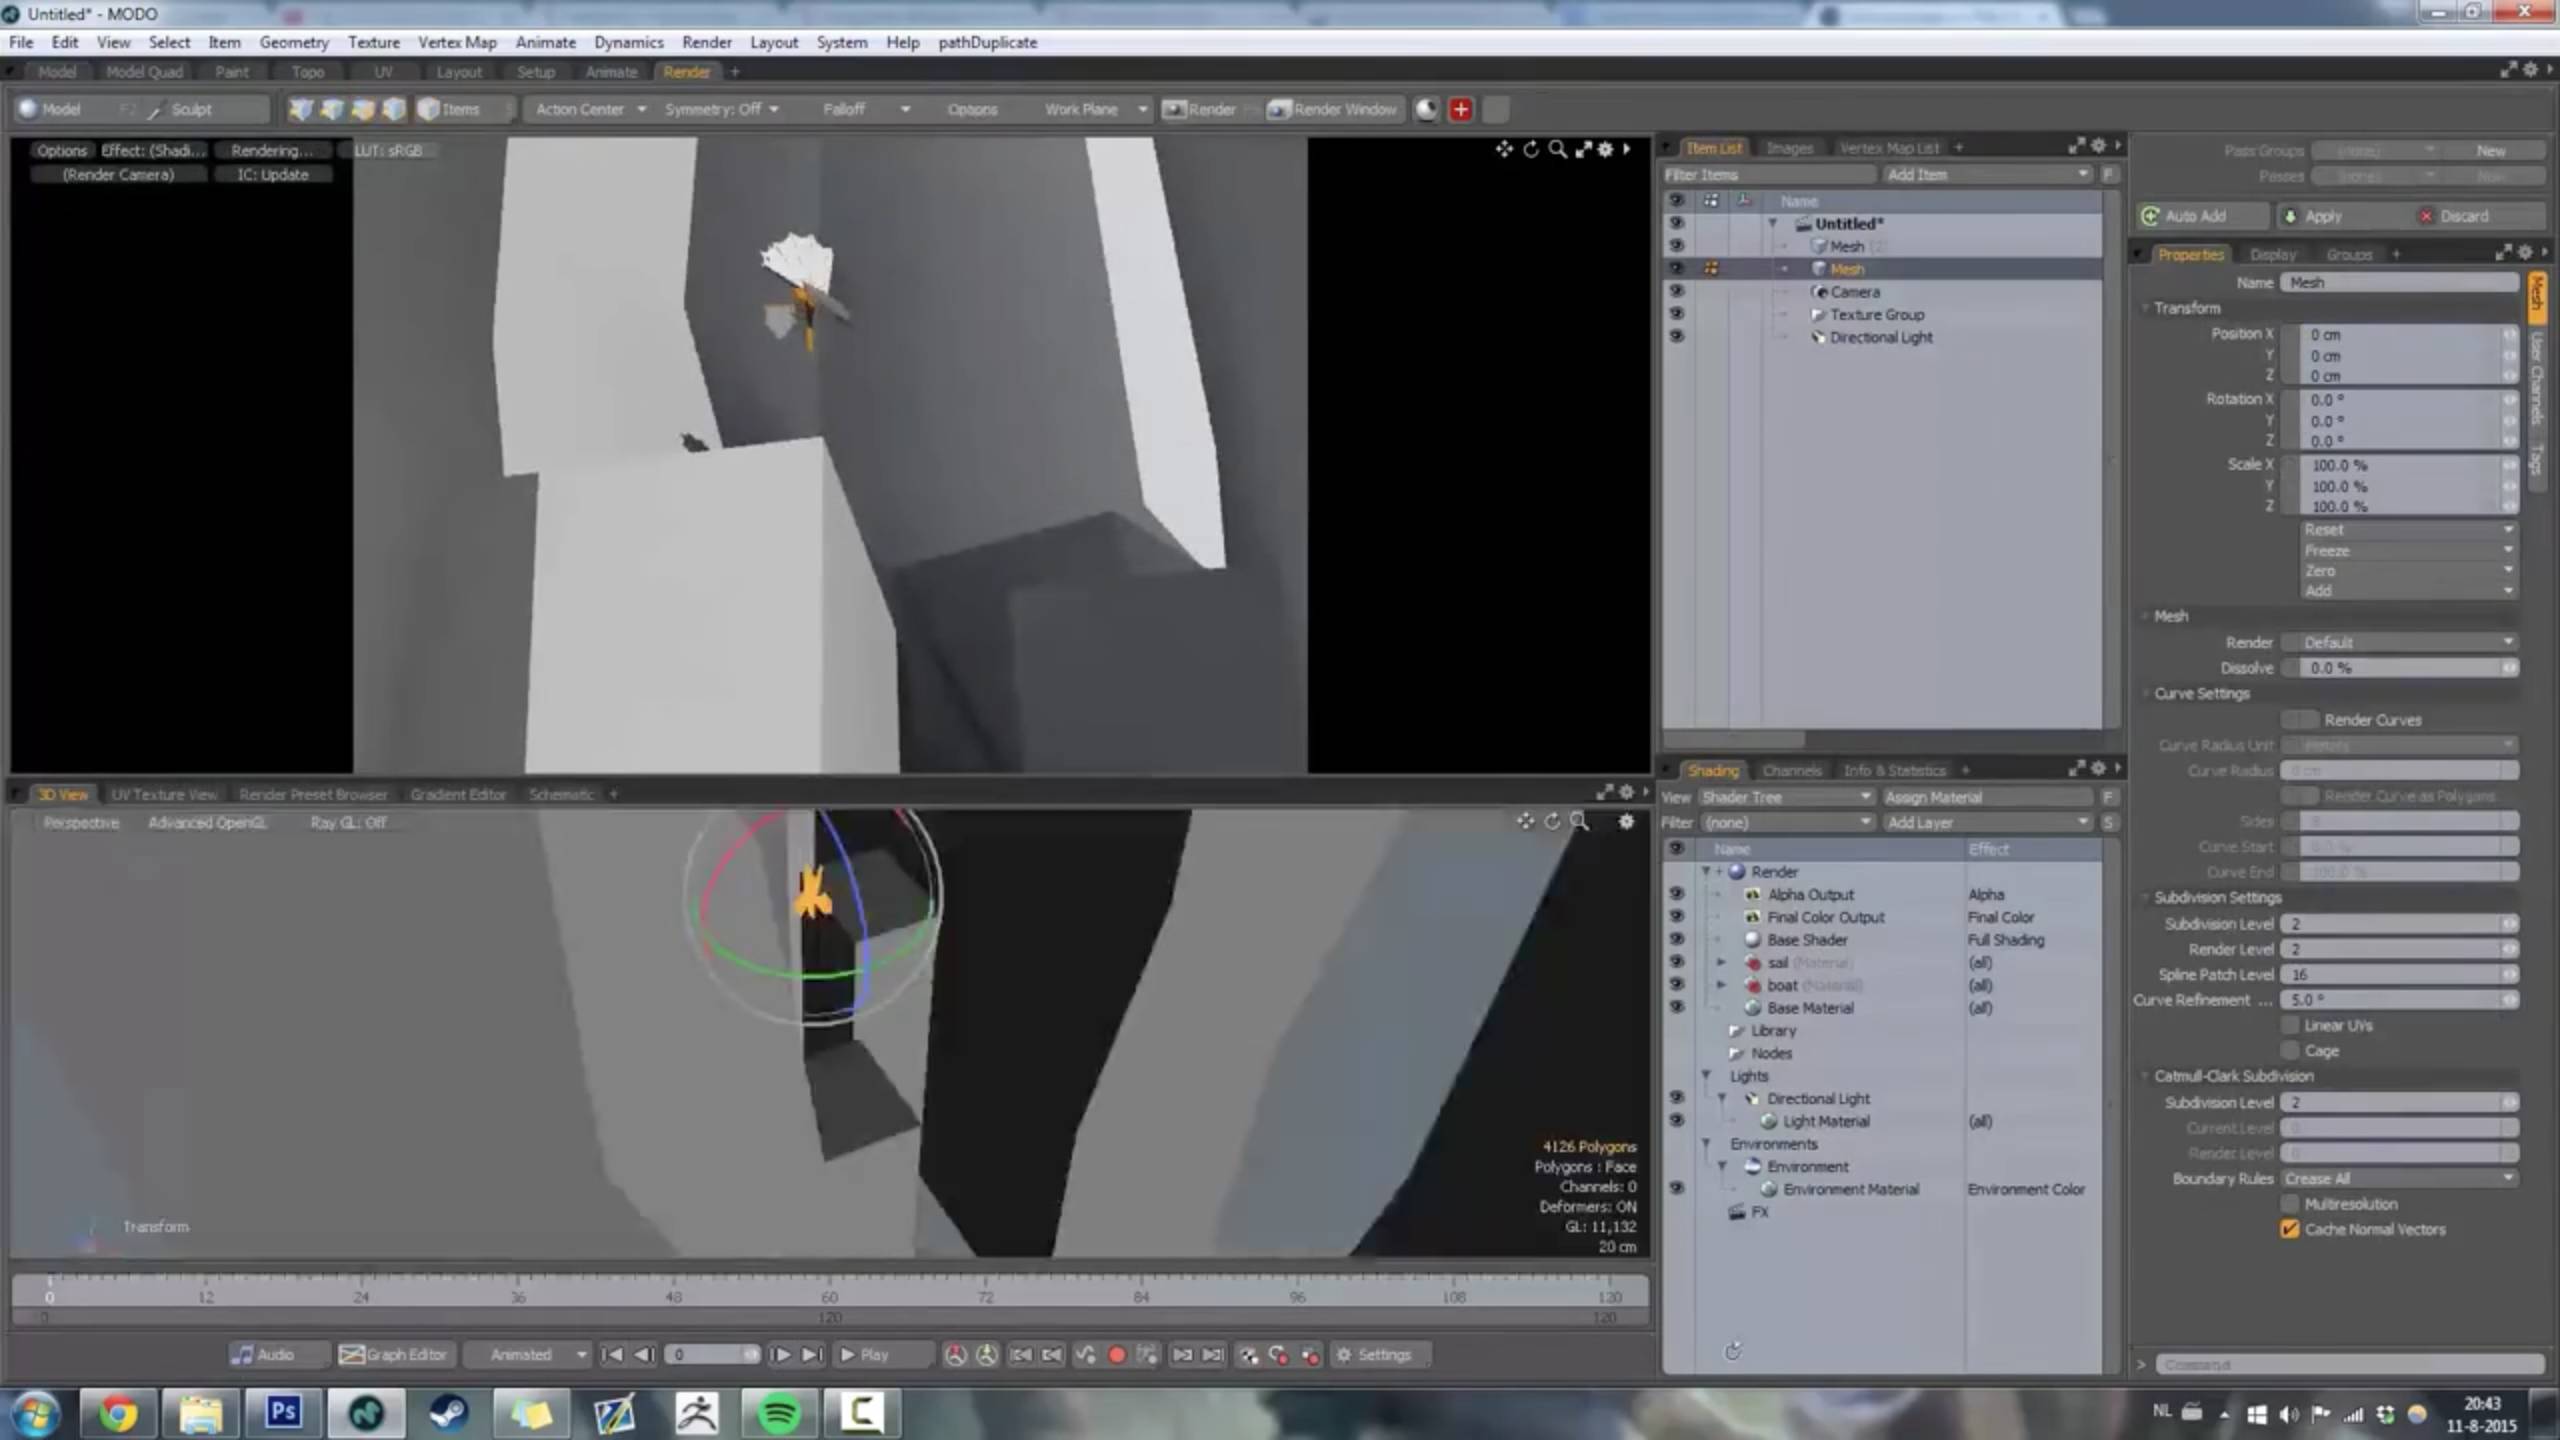 Untitled* - MODO
File Edit View Select Item Geometry Texture Vertex Map Animate Dynamics Render Layout System Help pathDuplicate
Model Model Quad Paint Topo UV Layout Setup Animate Render +
Model F2 Sculpt Items Action Center Symmetry: Off Falloff Options Work Plane Render Render Window
Options Effect: (Shadi... Rendering... LUT: sRGB
(Render Camera) IC: Update
Item List Images Vertex Map List +
Filter Items Add Item F
Name
Untitled*
Mesh (2)
Mesh
Camera
Texture Group
Directional Light
Pass Groups (none) New
Passes (none) New
Auto Add Apply Discard
Properties Display Groups +
Name Mesh
Transform
Position X 0 cm
Y 0 cm
Z 0 cm
Rotation X 0.0 °
Y 0.0 °
Z 0.0 °
Scale X 100.0 %
Y 100.0 %
Z 100.0 %
Reset
Freeze
Zero
Add
Mesh
Render Default
Dissolve 0.0 %
Curve Settings
Render Curves
Curve Radius Unit
Curve Radius
Render Curve as Polygons
Sides
Curve Start
Curve End
Subdivision Settings
Subdivision Level 2
Render Level 2
Spline Patch Level 16
Curve Refinement ... 5.0 °
Linear UVs
Cage
Catmull-Clark Subdivision
Subdivision Level 2
Current Level
Render Level
Boundary Rules Crease All
Multiresolution
Cache Normal Vectors
Command
Mesh
User Channels
Tags
3D View UV Texture View Render Preset Browser Gradient Editor Schematic +
Perspective Advanced OpenGL Ray GL: Off
Transform
4126 Polygons
Polygons : Face
Channels: 0
Deformers: ON
GL: 11,132
20 cm
Shading Channels Info & Statistics +
View Shader Tree Assign Material F
Filter (none) Add Layer S
Name Effect
Render
Alpha Output Alpha
Final Color Output Final Color
Base Shader Full Shading
sail (Material) (all)
boat (Material) (all)
Base Material (all)
Library
Nodes
Lights
Directional Light
Light Material (all)
Environments
Environment
Environment Material Environment Color
FX
0 12 24 36 48 60 72 84 96 108 120
0 120 120
Audio Graph Editor Animated 0 Play Settings
Ps
NL
20:43
11-8-2015